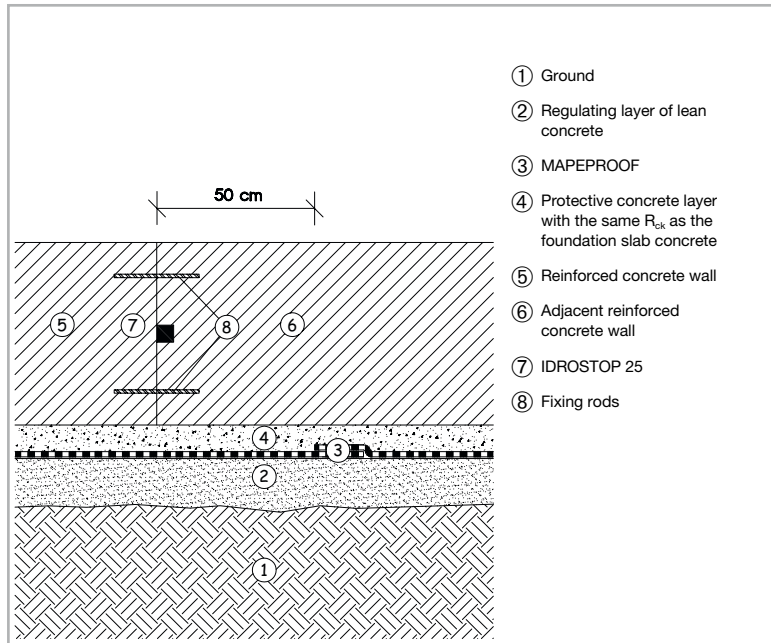 50 cm
① Ground
② Regulating layer of lean
concrete
③ MAPEPROOF
④ Protective concrete layer
with the same Rck as the
foundation slab concrete
⑤ Reinforced concrete wall
⑥ Adjacent reinforced
concrete wall
⑦ IDROSTOP 25
⑧ Fixing rods
⑤ ⑦ ⑧ ⑥
④
③
②
①